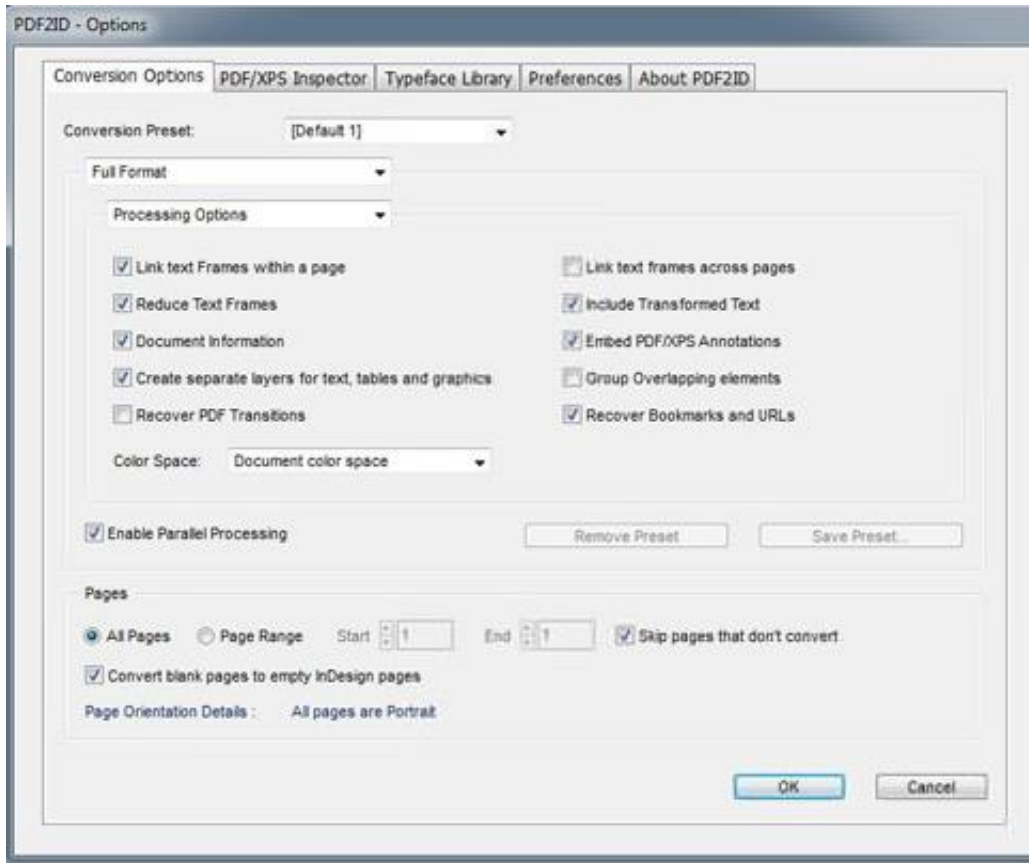 PDF2ID - Options
Conversion Options PDF/XPS Inspector Typeface Library Preferences About PDF2ID
Conversion Preset: [Default 1]
Full Format
Processing Options
Link text Frames within a page Link text frames across pages
Reduce Text Frames Include Transformed Text
Document Information Embed PDF/XPS Annotations
Create separate layers for text, tables and graphics Group Overlapping elements
Recover PDF Transitions Recover Bookmarks and URLs
Color Space: Document color space
Enable Parallel Processing Remove Preset Save Preset...
Pages
All Pages Page Range Start 1 End 1 Skip pages that don't convert
Convert blank pages to empty InDesign pages
Page Orientation Details : All pages are Portrait
OK Cancel